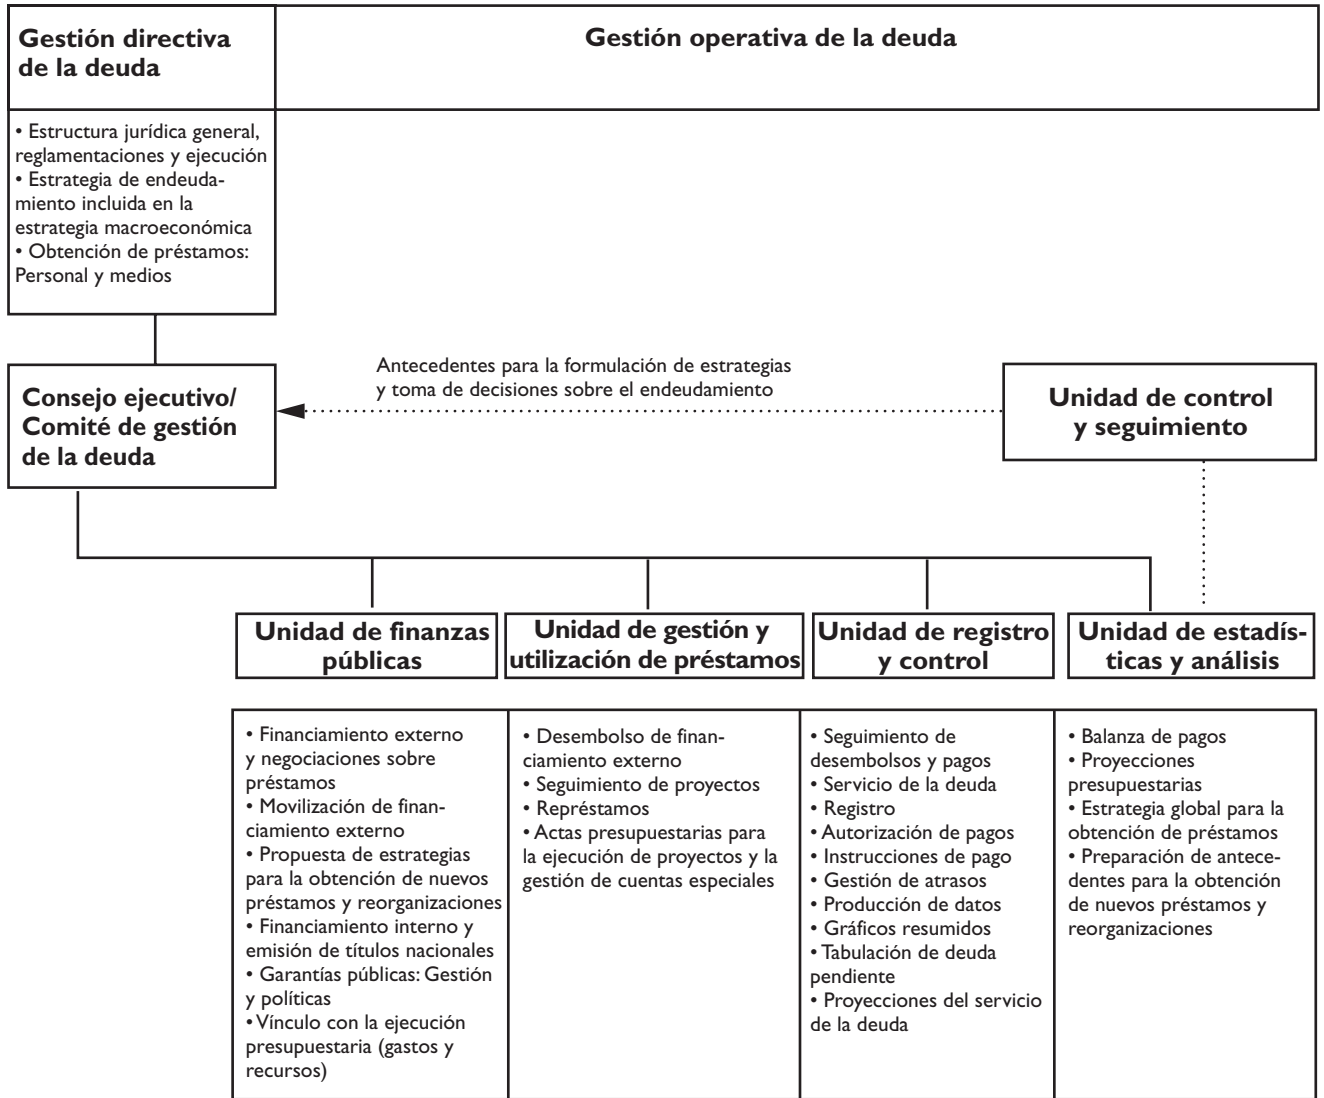 Gestión directiva
de la deuda
Gestión operativa de la deuda
• Estructura jurídica general,
reglamentaciones y ejecución
• Estrategia de endeuda-
miento incluida en la
estrategia macroeconómica
• Obtención de préstamos:
Personal y medios
Consejo ejecutivo/
Comité de gestión
de la deuda
Antecedentes para la formulación de estrategias
y toma de decisiones sobre el endeudamiento
Unidad de control
y seguimiento
Unidad de finanzas
públicas
Unidad de gestión y
utilización de préstamos
Unidad de registro
y control
Unidad de estadís-
ticas y análisis
• Financiamiento externo
y negociaciones sobre
préstamos
• Movilización de finan-
ciamiento externo
• Propuesta de estrategias
para la obtención de nuevos
préstamos y reorganizaciones
• Financiamiento interno y
emisión de títulos nacionales
• Garantías públicas: Gestión
y políticas
• Vínculo con la ejecución
presupuestaria (gastos y
recursos)
• Desembolso de finan-
ciamiento externo
• Seguimiento de proyectos
• Représtamos
• Actas presupuestarias para
la ejecución de proyectos y la
gestión de cuentas especiales
• Seguimiento de
desembolsos y pagos
• Servicio de la deuda
• Registro
• Autorización de pagos
• Instrucciones de pago
• Gestión de atrasos
• Producción de datos
• Gráficos resumidos
• Tabulación de deuda
pendiente
• Proyecciones del servicio
de la deuda
• Balanza de pagos
• Proyecciones
presupuestarias
• Estrategia global para la
obtención de préstamos
• Preparación de antece-
dentes para la obtención
de nuevos préstamos y
reorganizaciones